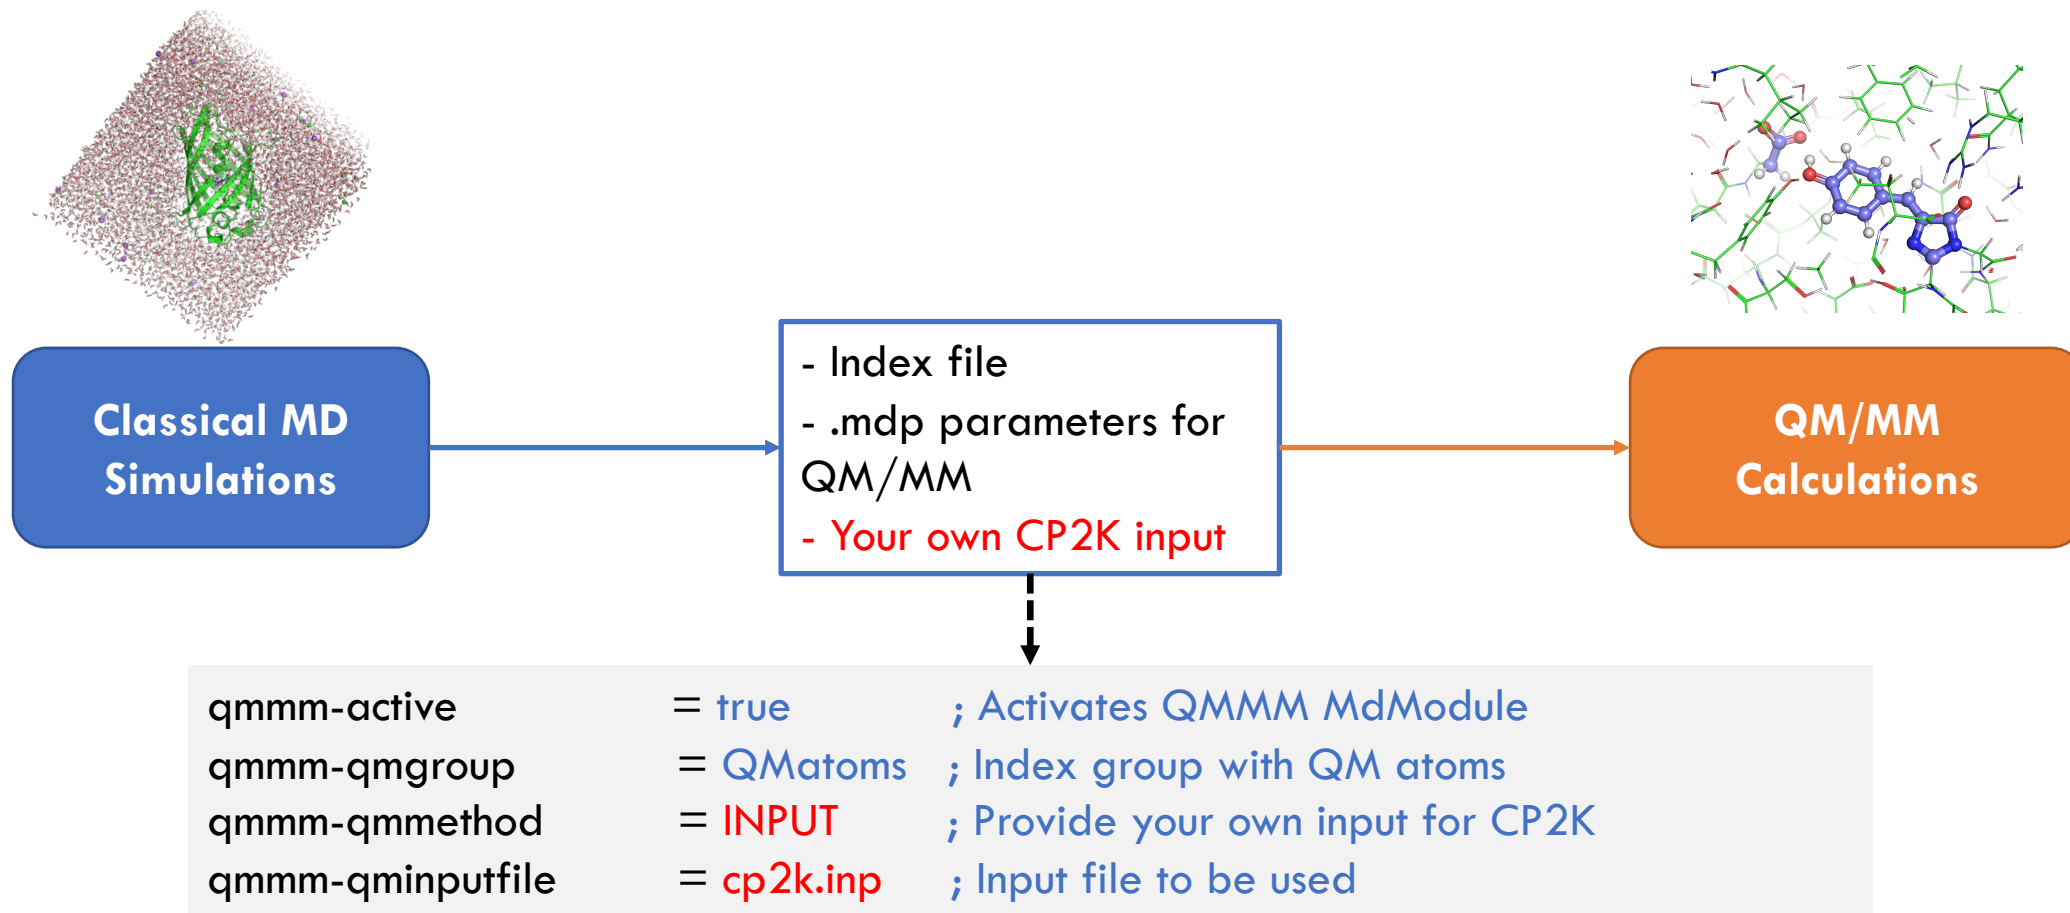 Classical MD
Simulations
- Index file
- .mdp parameters for
QM/MM
- Your own CP2K input
QM/MM
Calculations
qmmm-active = true ; Activates QMMM MdModule
qmmm-qmgroup = QMatoms ; Index group with QM atoms
qmmm-qmmethod = INPUT ; Provide your own input for CP2K
qmmm-qminputfile = cp2k.inp ; Input file to be used